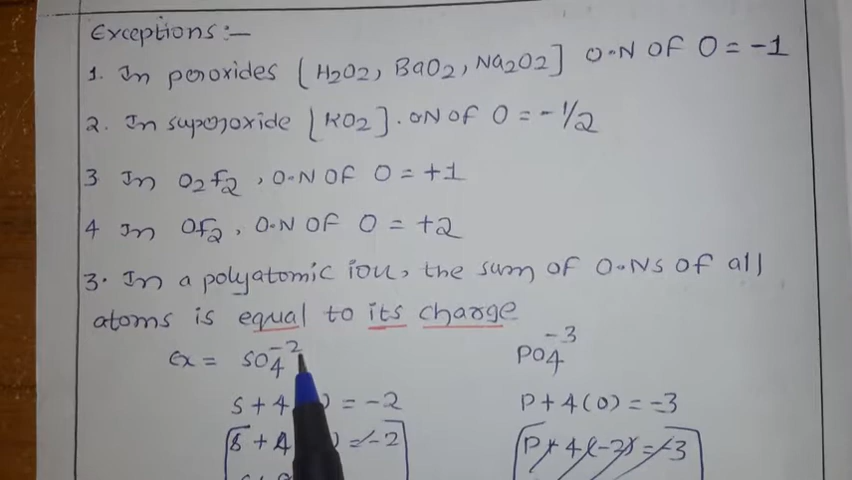 Exceptions:-
1. In peroxides [H2O2, BaO2, Na2O2] O.N OF O = -1
2. In superoxide [KO2]. ON OF O = -1/2
3 In O2F2, O.N OF O = +1
4 In OF2, O.N OF O = +2
3. In a polyatomic ion, the sum of O.Ns of all
atoms is equal to its charge
Ex = SO4^-2 PO4^-3
S + 4 ) = -2 P + 4(O) = -3
S + 4 ) = -2 P + 4(-2) = -3